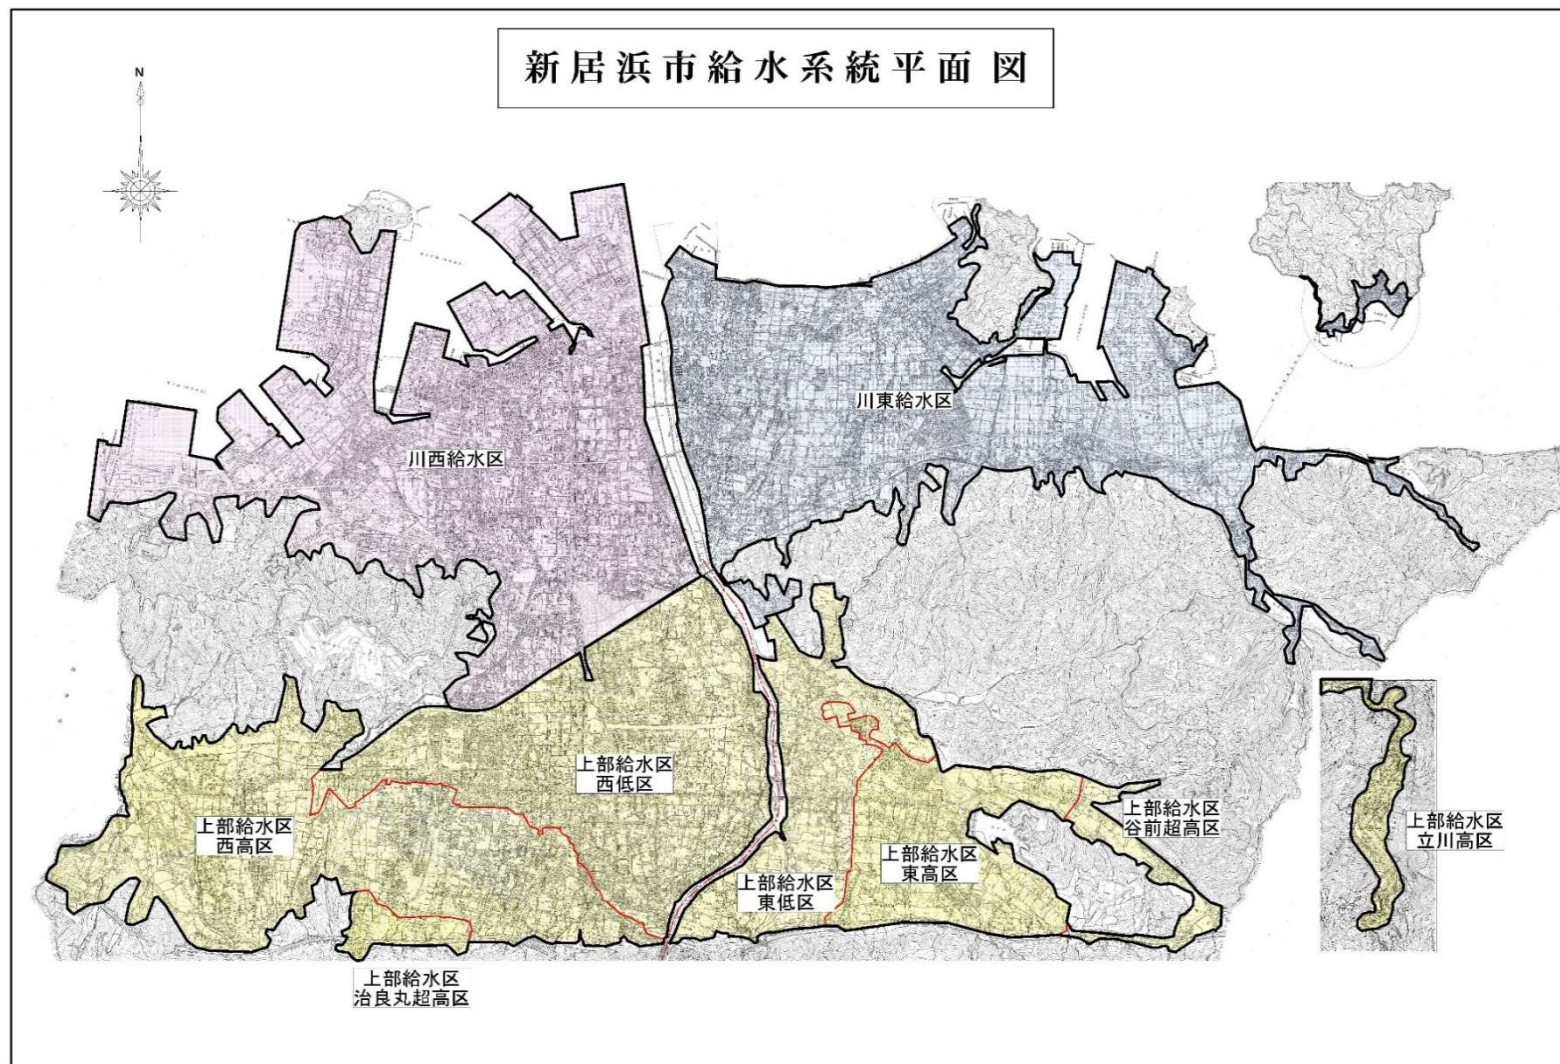 新居浜市給水系統平面図
N
川東給水区
川西給水区
上部給水区
西低区
上部給水区
西高区
上部給水区
谷前超高区
上部給水区
立川高区
上部給水区
東高区
上部給水区
東低区
上部給水区
治良丸超高区